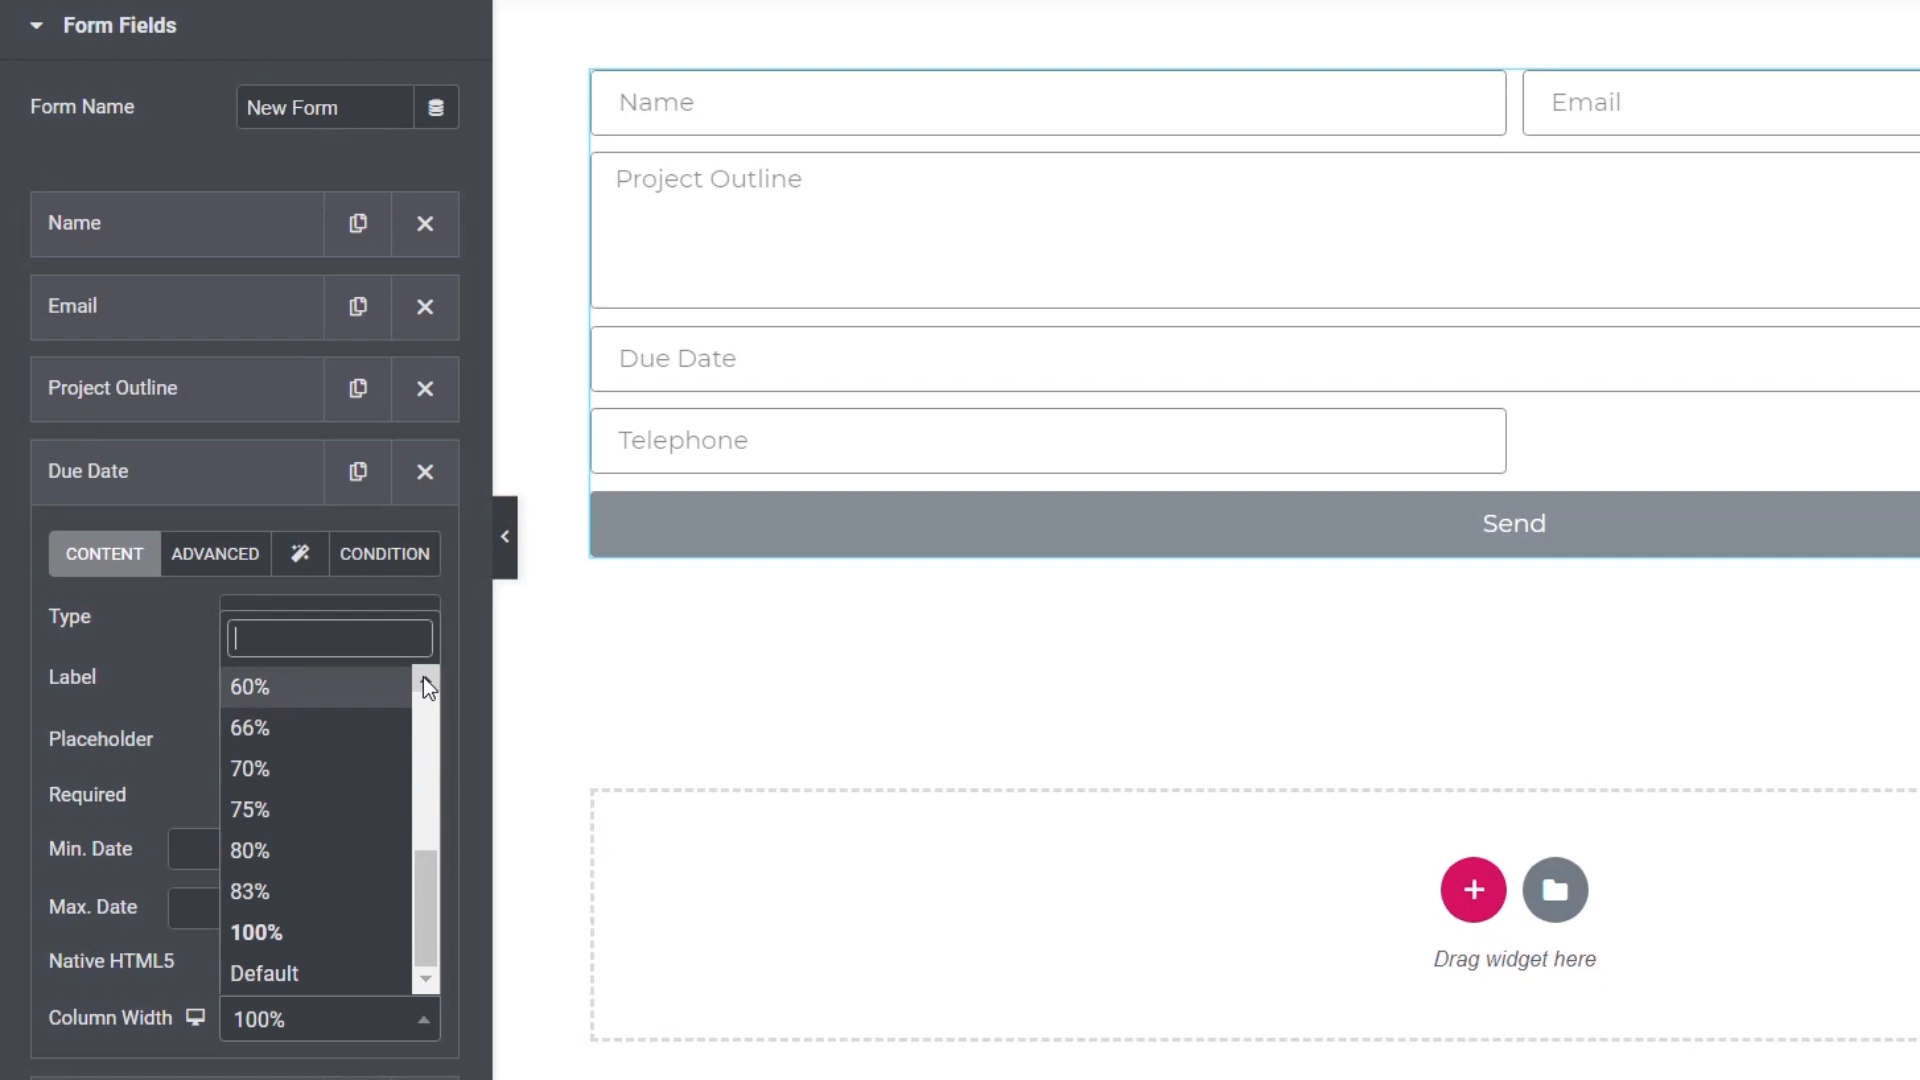 Form Fields
Form Name
New Form
Name
Email
Project Outline
Due Date
CONTENT
ADVANCED
CONDITION
Type
Label
Placeholder
Required
Min. Date
Max. Date
Native HTML5
Column Width
60%
66%
70%
75%
80%
83%
100%
Default
100%
Name
Email
Project Outline
Due Date
Telephone
Send
Drag widget here